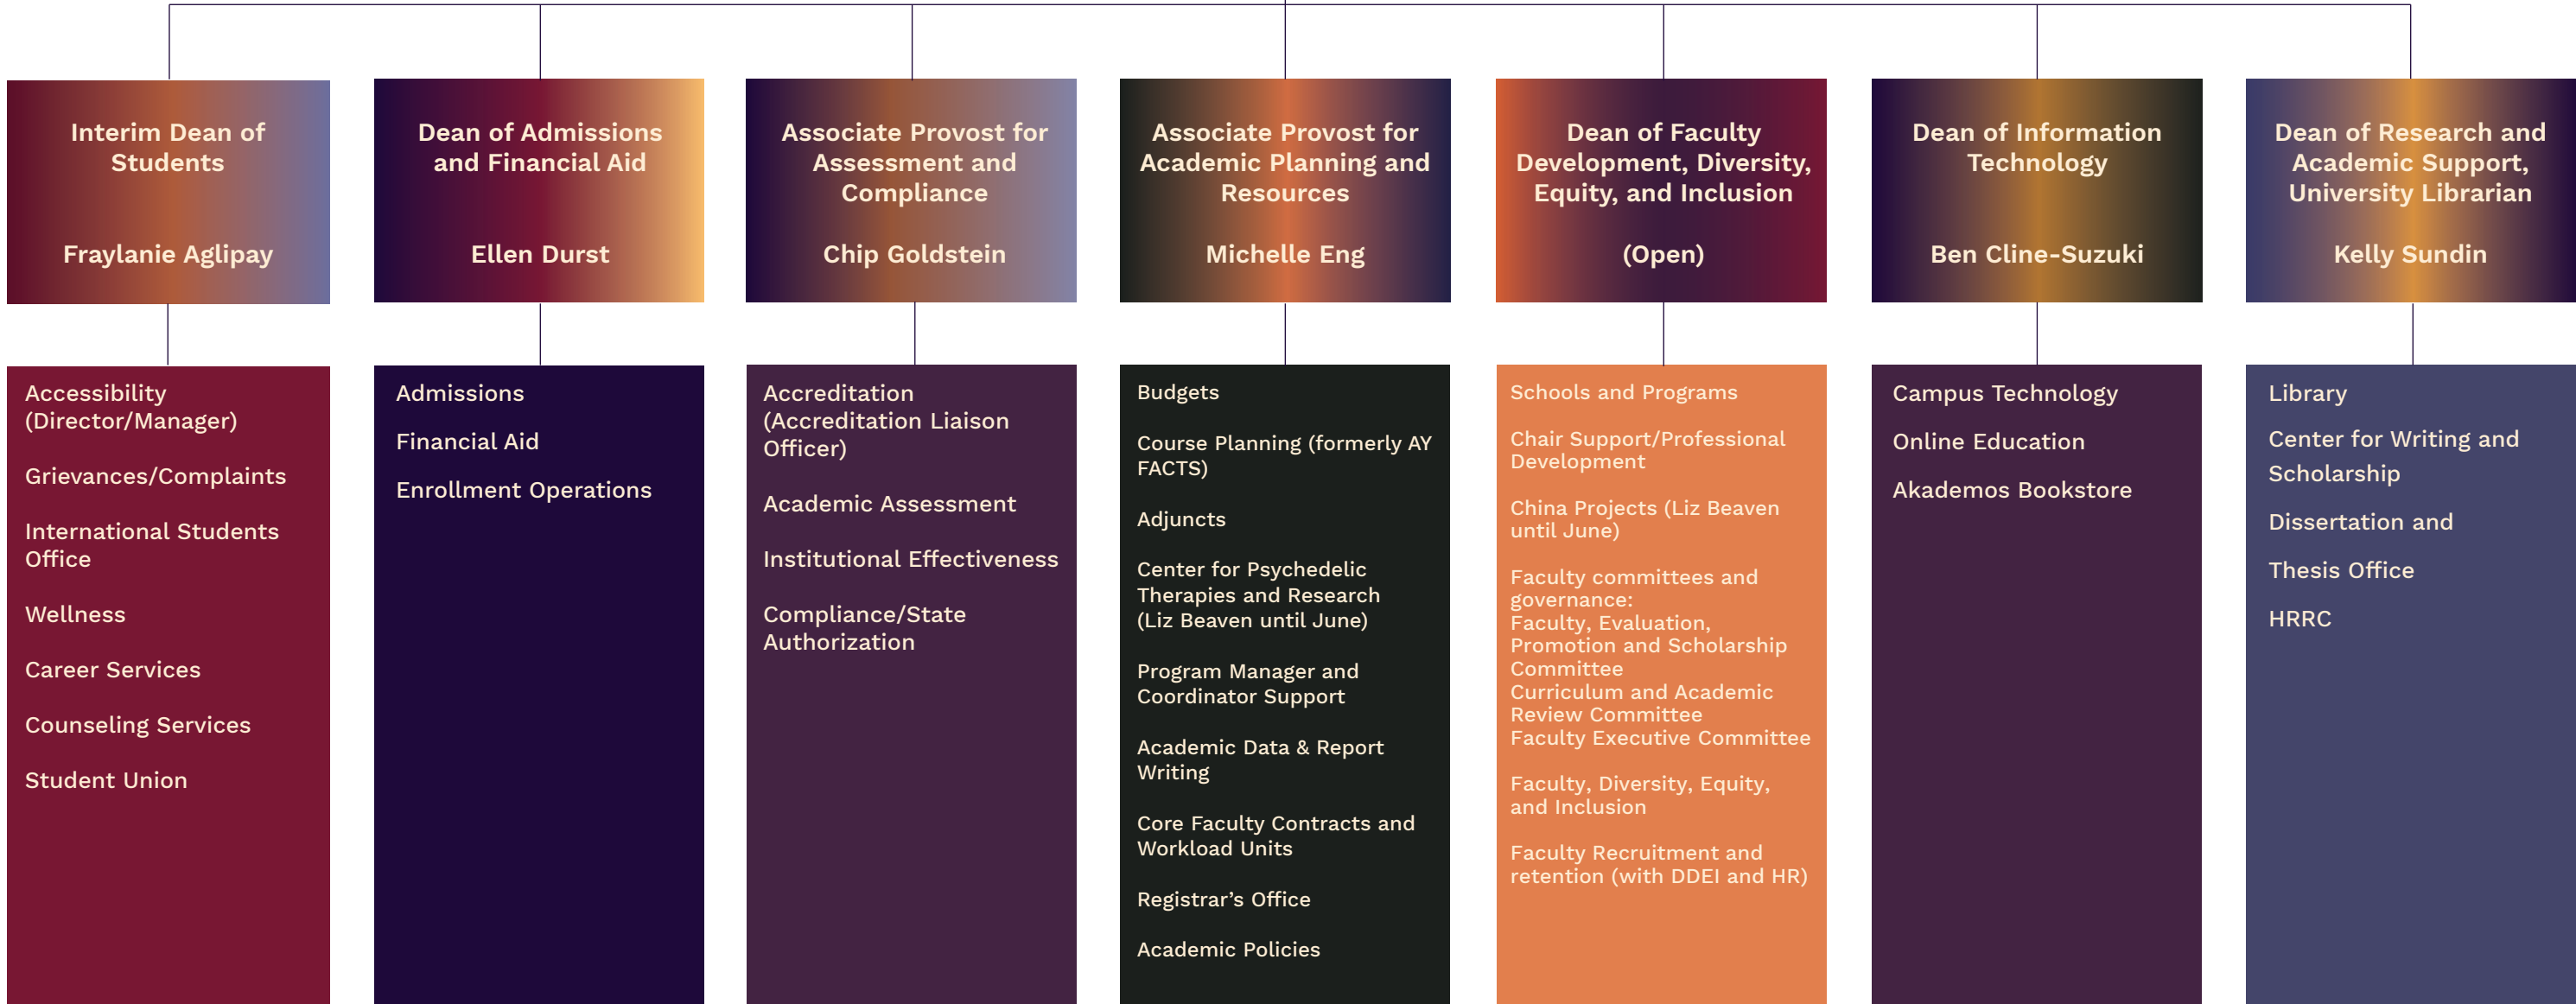 Interim Dean of
Students
Fraylanie Aglipay
Accessibility
(Director/Manager)
Grievances/Complaints
International Students
Office
Wellness
Career Services
Counseling Services
Student Union
Dean of Admissions
and Financial Aid
Ellen Durst
Admissions
Financial Aid
Enrollment Operations
Associate Provost for
Assessment and
Compliance
Chip Goldstein
Accreditation
(Accreditation Liaison
Officer)
Academic Assessment
Institutional Effectiveness
Compliance/State
Authorization
Associate Provost for
Academic Planning and
Resources
Michelle Eng
Budgets
Course Planning (formerly AY
FACTS)
Adjuncts
Center for Psychedelic
Therapies and Research
(Liz Beaven until June)
Program Manager and
Coordinator Support
Academic Data & Report
Writing
Core Faculty Contracts and
Workload Units
Registrar’s Office
Academic Policies
Dean of Faculty
Development, Diversity,
Equity, and Inclusion
(Open)
Schools and Programs
Chair Support/Professional
Development
China Projects (Liz Beaven
until June)
Faculty committees and
governance:
Faculty, Evaluation,
Promotion and Scholarship
Committee
Curriculum and Academic
Review Committee
Faculty Executive Committee
Faculty, Diversity, Equity,
and Inclusion
Faculty Recruitment and
retention (with DDEI and HR)
Dean of Information
Technology
Ben Cline-Suzuki
Campus Technology
Online Education
Akademos Bookstore
Dean of Research and
Academic Support,
University Librarian
Kelly Sundin
Library
Center for Writing and
Scholarship
Dissertation and
Thesis Office
HRRC